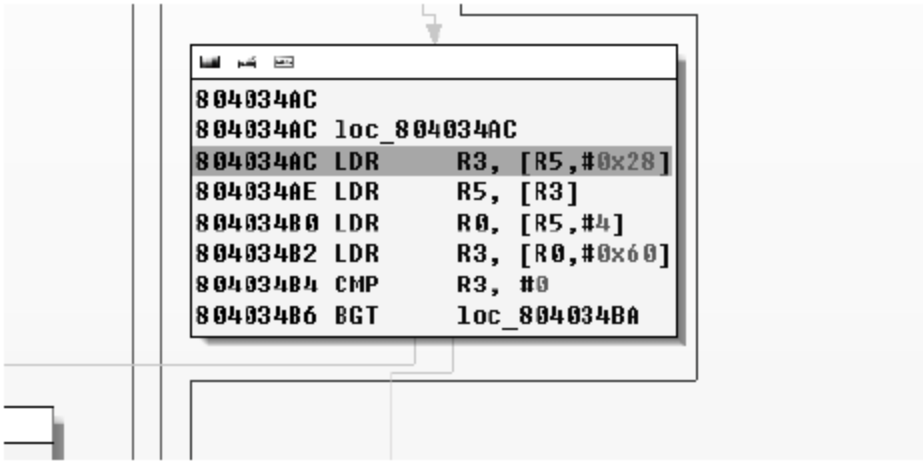 804034AC
804034AC loc_804034AC
804034AC LDR R3, [R5,#0x28]
804034AE LDR R5, [R3]
804034B0 LDR R0, [R5,#4]
804034B2 LDR R3, [R0,#0x60]
804034B4 CMP R3, #0
804034B6 BGT loc_804034BA